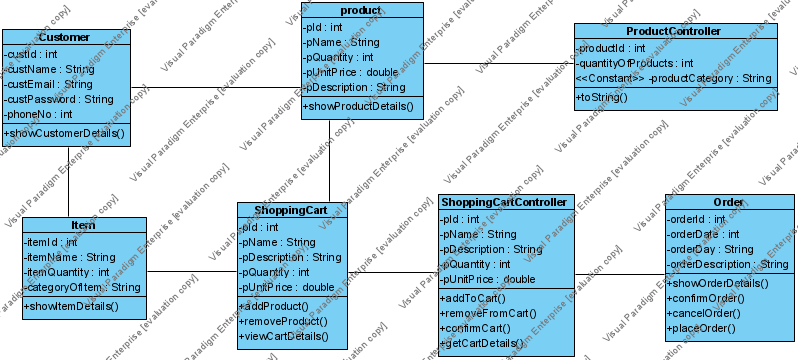 Customer
-custId : int
-custName : String
-custEmail : String
-custPassword : String
-phoneNo : int
+showCustomerDetails()
product
-pId : int
-pName : String
-pQuantity : int
-pUnitPrice : double
-pDescription : String
+showProductDetails()
ProductController
-productId : int
-quantityOfProducts : int
<<Constant>> -productCategory : String
+toString()
Item
-itemId : int
-itemName : String
-itemQuantity : int
-categoryOfItem : String
+showItemDetails()
ShoppingCart
-pId : int
-pName : String
-pDescription : String
-pQuantity : int
-pUnitPrice : double
+addProduct()
+removeProduct()
+viewCartDetails()
ShoppingCartController
-pId : int
-pName : String
-pDescription : String
-pQuantity : int
-pUnitPrice : double
+addToCart()
+removeFromCart()
+confirmCart()
+getCartDetails()
Order
-orderId : int
-orderDate : int
-orderDay : String
-orderDescription : String
+showOrderDetails()
+confirmOrder()
+cancelOrder()
+placeOrder()
Visual Paradigm Enterprise [evaluation copy]